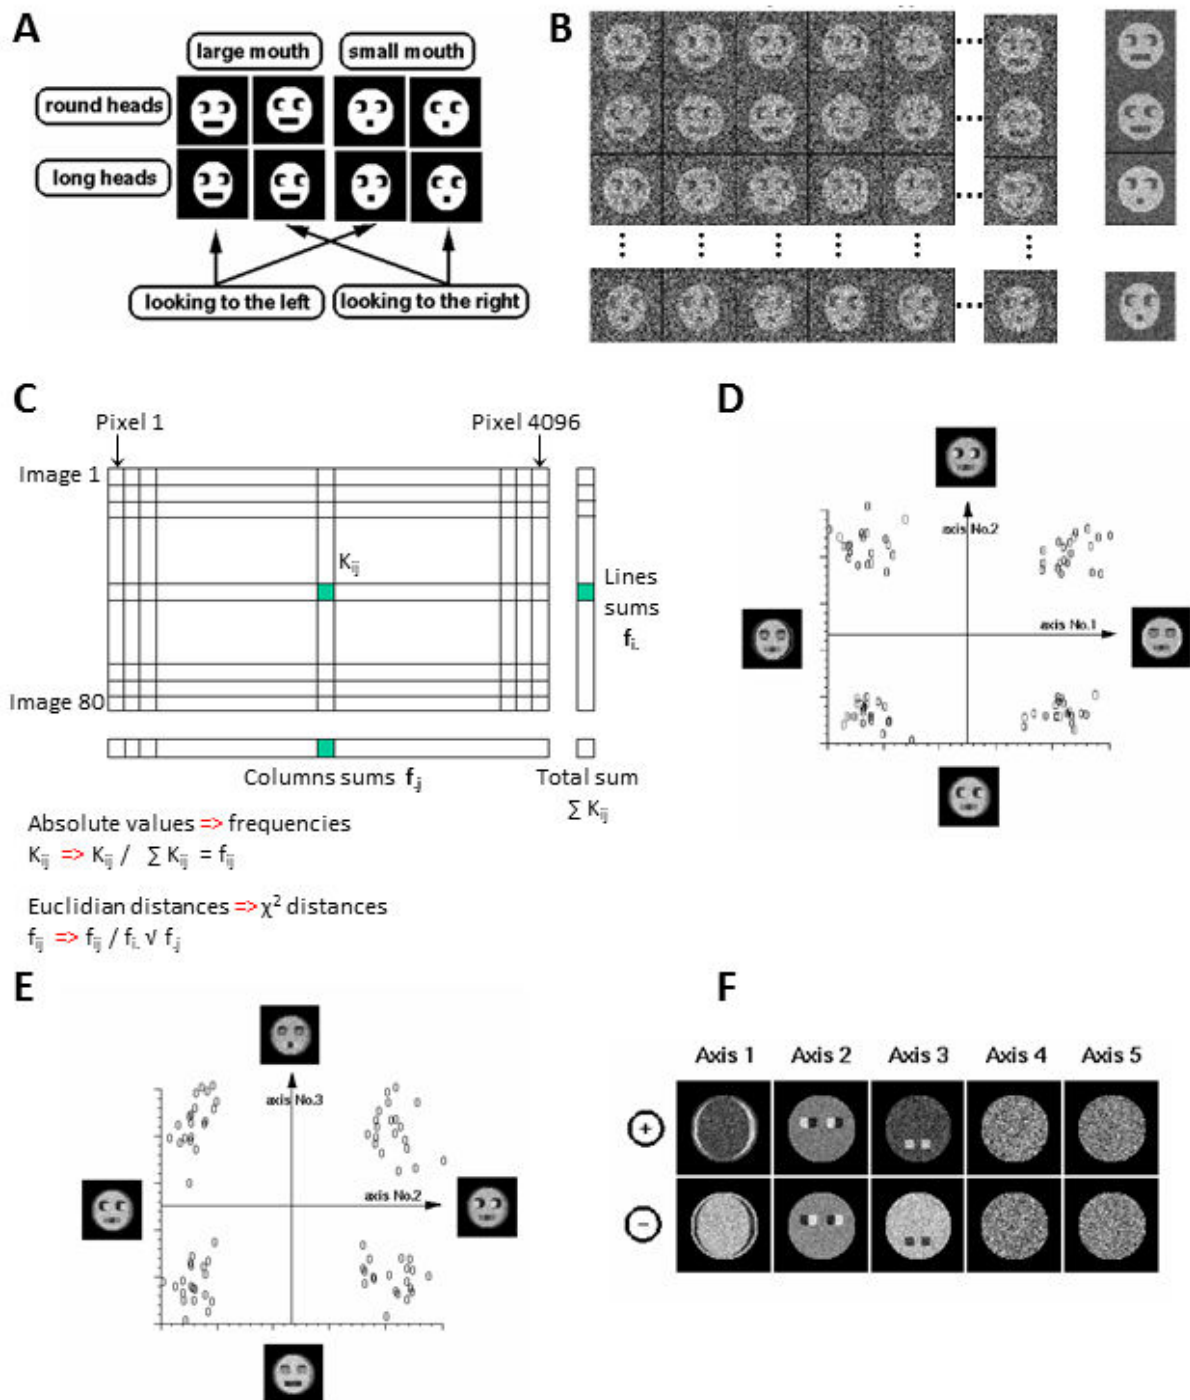 A
large mouth
small mouth
round heads
long heads
looking to the left
looking to the right
B
C
Pixel 1
Pixel 4096
Image 1
Kij
Lines
sums
fi.
Image 80
Columns sums f.j
Total sum
∑ Kij
Absolute values => frequencies
Kij => Kij / ∑ Kij = fij
Euclidian distances => χ² distances
fij => fij / fi. √ f.j
D
axis No.2
axis No.1
E
axis No.3
axis No.2
F
Axis 1 Axis 2 Axis 3 Axis 4 Axis 5
+
−